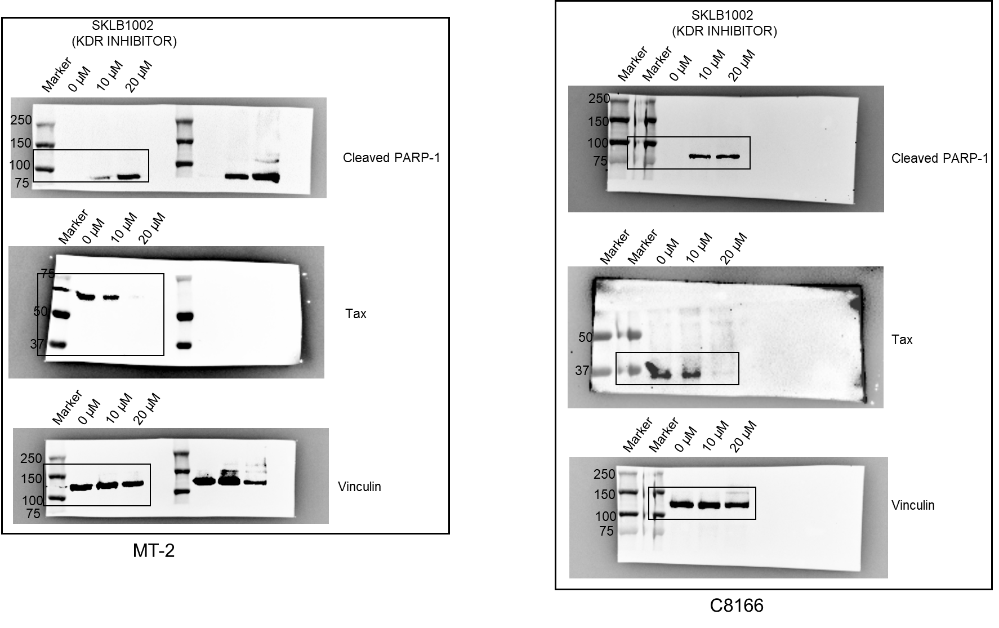 SKLB1002
(KDR INHIBITOR)
Marker
0 µM
10 µM
20 µM
250
150
100
75
Cleaved PARP-1
Marker
0 µM
10 µM
20 µM
75
50
37
Tax
Marker
0 µM
10 µM
20 µM
250
150
100
75
Vinculin
MT-2
SKLB1002
(KDR INHIBITOR)
Marker
Marker
0 µM
10 µM
20 µM
250
150
100
75
Cleaved PARP-1
Marker
Marker
0 µM
10 µM
20 µM
50
37
Tax
Marker
Marker
0 µM
10 µM
20 µM
250
150
100
75
Vinculin
C8166